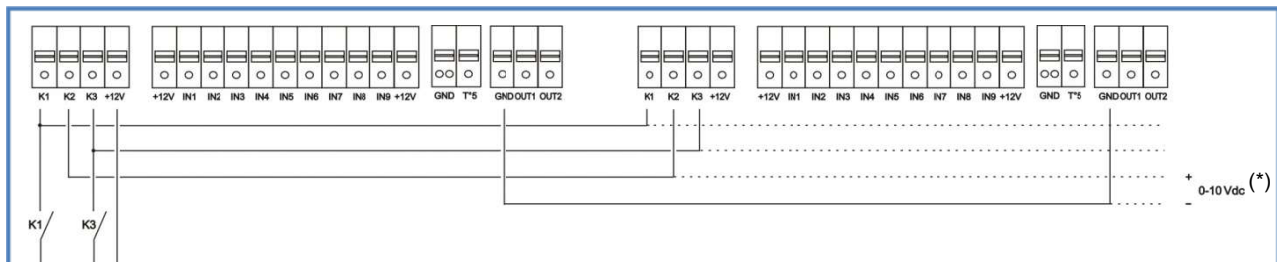 K1 K2 K3 +12V +12V IN1 IN2 IN3 IN4 IN5 IN6 IN7 IN8 IN9 +12V GND T°5 GND OUT1 OUT2 K1 K2 K3 +12V +12V IN1 IN2 IN3 IN4 IN5 IN6 IN7 IN8 IN9 +12V GND T°5 GND OUT1 OUT2
+
0-10 Vdc (*)
–
K1 K3